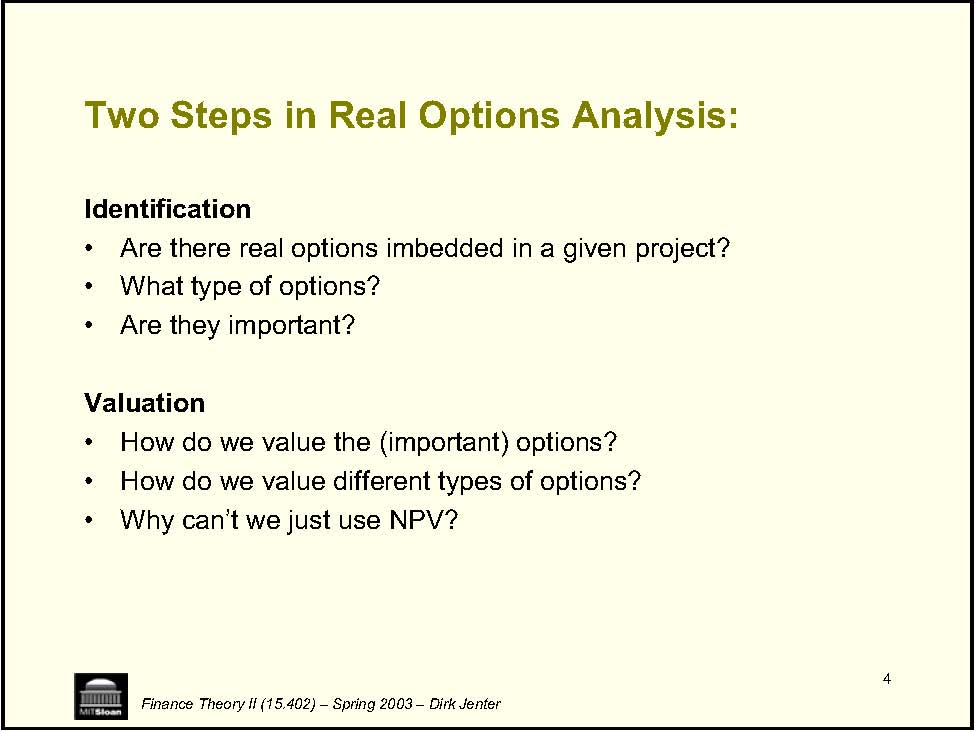 Two Steps in Real Options Analysis:
Identification
• Are there real options imbedded in a given project?
• What type of options?
• Are they important?
Valuation
• How do we value the (important) options?
• How do we value different types of options?
• Why can’t we just use NPV?
4
MITSloan
Finance Theory II (15.402) – Spring 2003 – Dirk Jenter